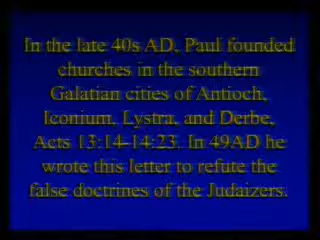 In the late 40s AD, Paul founded
churches in the southern
Galatian cities of Antioch,
Iconium, Lystra, and Derbe,
Acts 13:14-14:23. In 49AD he
wrote this letter to refute the
false doctrines of the Judaizers.